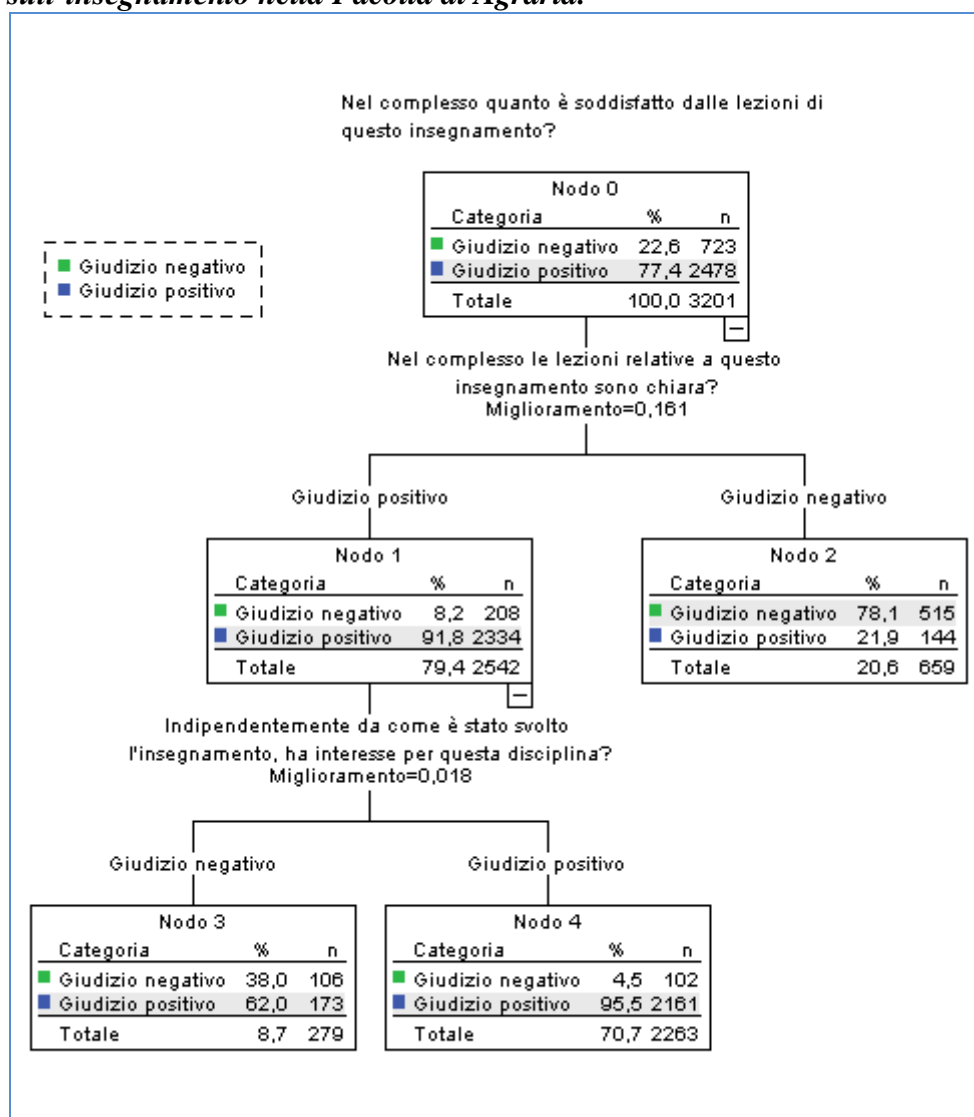 sull'insegnamento nella Facoltà di Agraria.
Nel complesso quanto è soddisfatto dalle lezioni di
questo insegnamento?
Nodo 0
Categoria % n
Giudizio negativo 22,6 723
Giudizio positivo 77,4 2478
Totale 100,0 3201
Giudizio negativo
Giudizio positivo
Nel complesso le lezioni relative a questo
insegnamento sono chiara?
Miglioramento=0,161
Giudizio positivo
Giudizio negativo
Nodo 1
Categoria % n
Giudizio negativo 8,2 208
Giudizio positivo 91,8 2334
Totale 79,4 2542
Nodo 2
Categoria % n
Giudizio negativo 78,1 515
Giudizio positivo 21,9 144
Totale 20,6 659
Indipendentemente da come è stato svolto
l'insegnamento, ha interesse per questa disciplina?
Miglioramento=0,018
Giudizio negativo
Giudizio positivo
Nodo 3
Categoria % n
Giudizio negativo 38,0 106
Giudizio positivo 62,0 173
Totale 8,7 279
Nodo 4
Categoria % n
Giudizio negativo 4,5 102
Giudizio positivo 95,5 2161
Totale 70,7 2263